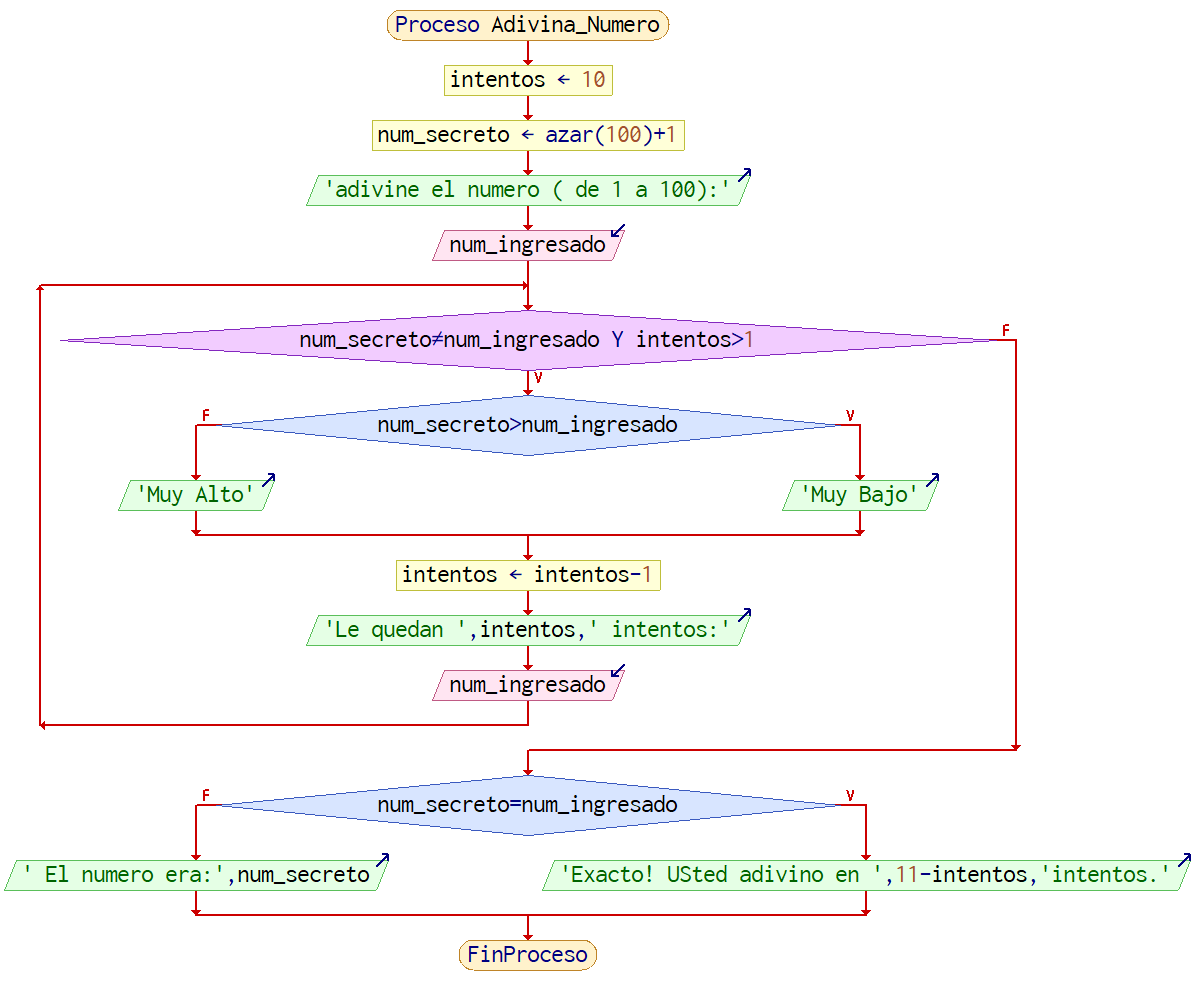 Proceso Adivina_Numero
intentos ← 10
num_secreto ← azar(100)+1
'adivine el numero ( de 1 a 100):'
num_ingresado
num_secreto≠num_ingresado Y intentos>1
F
V
num_secreto>num_ingresado
F
V
'Muy Alto'
'Muy Bajo'
intentos ← intentos-1
'Le quedan ',intentos,' intentos:'
num_ingresado
num_secreto=num_ingresado
F
V
' El numero era:',num_secreto
'Exacto! USted adivino en ',11-intentos,'intentos.'
FinProceso